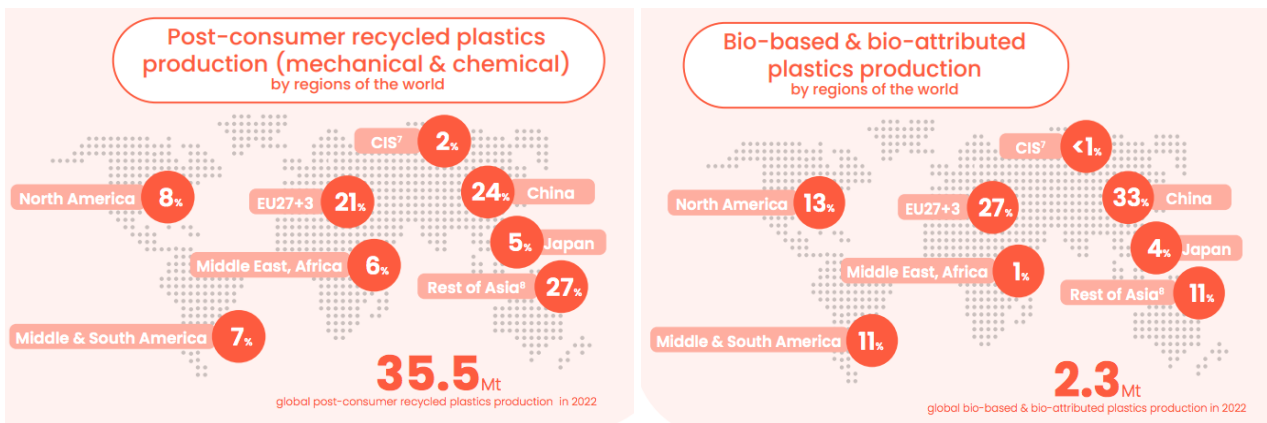 Post-consumer recycled plastics
production (mechanical & chemical)
by regions of the world
CIS⁷ 2%
North America 8%
EU27+3 21%
24% China
5% Japan
Middle East, Africa 6%
Rest of Asia⁸ 27%
Middle & South America 7%
35.5 Mt
global post-consumer recycled plastics production in 2022
Bio-based & bio-attributed
plastics production
by regions of the world
CIS⁷ <1%
North America 13%
EU27+3 27%
33% China
4% Japan
Middle East, Africa 1%
Rest of Asia⁸ 11%
Middle & South America 11%
2.3 Mt
global bio-based & bio-attributed plastics production in 2022